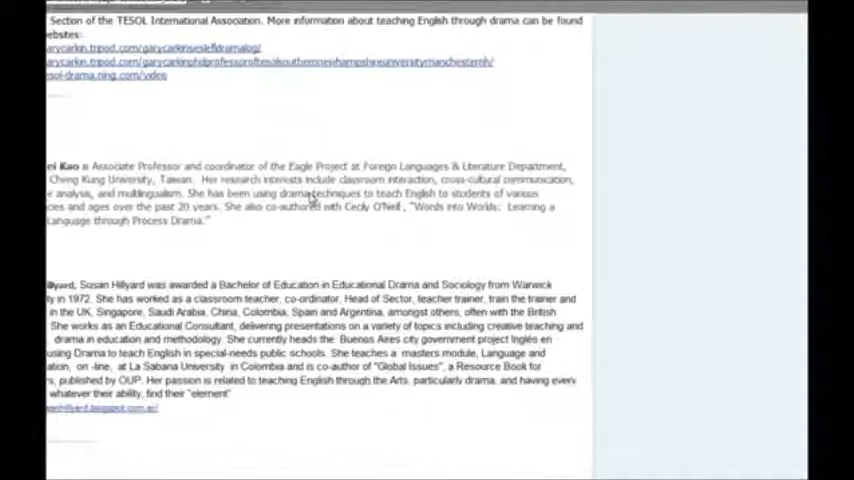 Section of the TESOL International Association. More information about teaching English through drama can be found
ebsites:
arycarkin.tripod.com/garycarkinseslefldramalog/
arycarkin.tripod.com/garycarkinphdprofessoroftesolsouthernnewhampshireuniversitymanchesternh/
esol-drama.ning.com/video
ei Kao is Associate Professor and coordinator of the Eagle Project at Foreign Languages & Literature Department,
Cheng Kung University, Taiwan. Her research interests include classroom interaction, cross-cultural communication,
e analysis, and multilingualism. She has been using drama techniques to teach English to students of various
ces and ages over the past 20 years. She also co-authored with Cecily O'Neil , "Words into Worlds: Learning a
Language through Process Drama."
illyard, Susan Hillyard was awarded a Bachelor of Education in Educational Drama and Sociology from Warwick
ty in 1972. She has worked as a classroom teacher, co-ordinator, Head of Sector, teacher trainer, train the trainer and
in the UK, Singapore, Saudi Arabia, China, Colombia, Spain and Argentina, amongst others, often with the British
She works as an Educational Consultant, delivering presentations on a variety of topics including creative teaching and
drama in education and methodology. She currently heads the Buenos Aires city government project Inglés en
using Drama to teach English in special-needs public schools. She teaches a masters module, Language and
ation, on -line, at La Sabana University in Colombia and is co-author of "Global Issues", a Resource Book for
s, published by OUP. Her passion is related to teaching English through the Arts, particularly drama, and having every
whatever their ability, find their "element"
anhillyard.blogspot.com.ar/